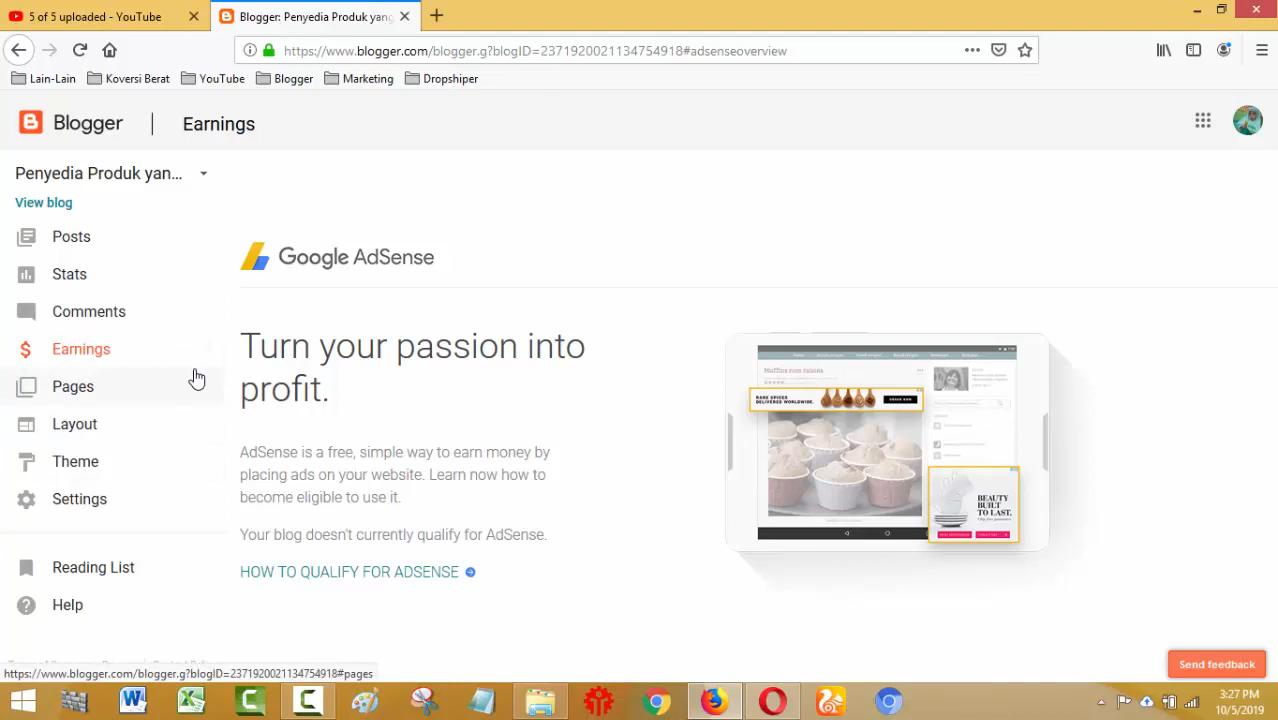 5 of 5 uploaded - YouTube
Blogger: Penyedia Produk yang
https://www.blogger.com/blogger.g?blogID=2371920021134754918#adsenseoverview
Lain-Lain
Koversi Berat
YouTube
Blogger
Marketing
Dropshiper
Blogger
Earnings
Penyedia Produk yan...
View blog
Posts
Stats
Comments
Earnings
Pages
Layout
Theme
Settings
Reading List
Help
Google AdSense
Turn your passion into
profit.
AdSense is a free, simple way to earn money by
placing ads on your website. Learn now how to
become eligible to use it.
Your blog doesn't currently qualify for AdSense.
HOW TO QUALIFY FOR ADSENSE
Muffins rom raisins
RARE SPICES
DELIVERED WORLDWIDE.
ORDER NOW
BEAUTY
BUILT
TO LAST.
https://www.blogger.com/blogger.g?blogID=2371920021134754918#pages
Send feedback
3:27 PM
10/5/2019